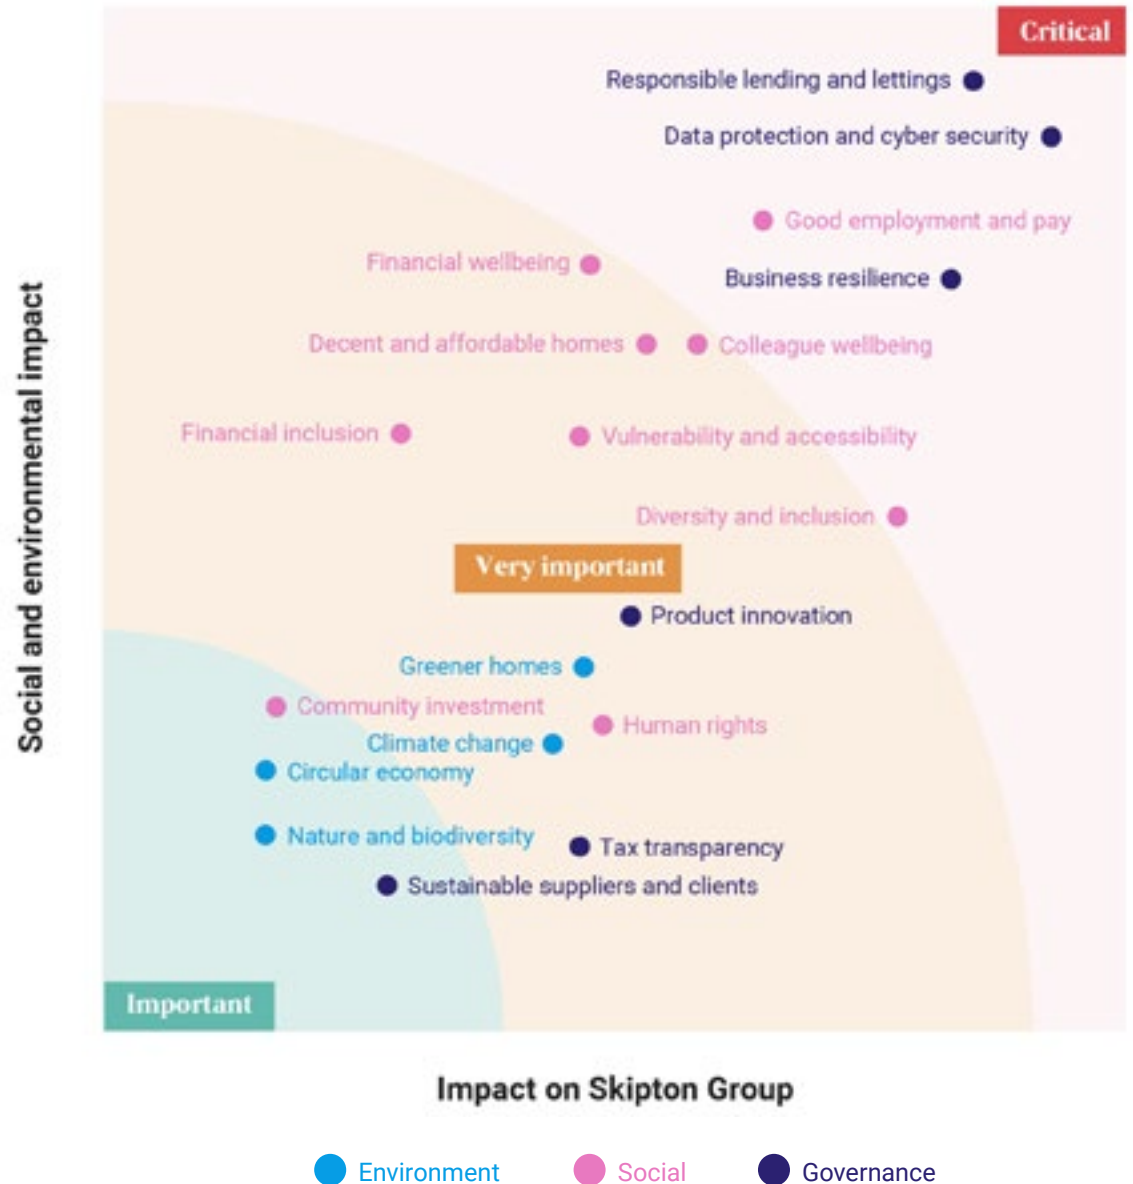 Critical
Responsible lending and lettings
Data protection and cyber security
Good employment and pay
Financial wellbeing
Business resilience
Decent and affordable homes
Colleague wellbeing
Financial inclusion
Vulnerability and accessibility
Diversity and inclusion
Very important
Product innovation
Greener homes
Community investment
Human rights
Climate change
Circular economy
Nature and biodiversity
Tax transparency
Sustainable suppliers and clients
Important
Social and environmental impact
Impact on Skipton Group
Environment
Social
Governance